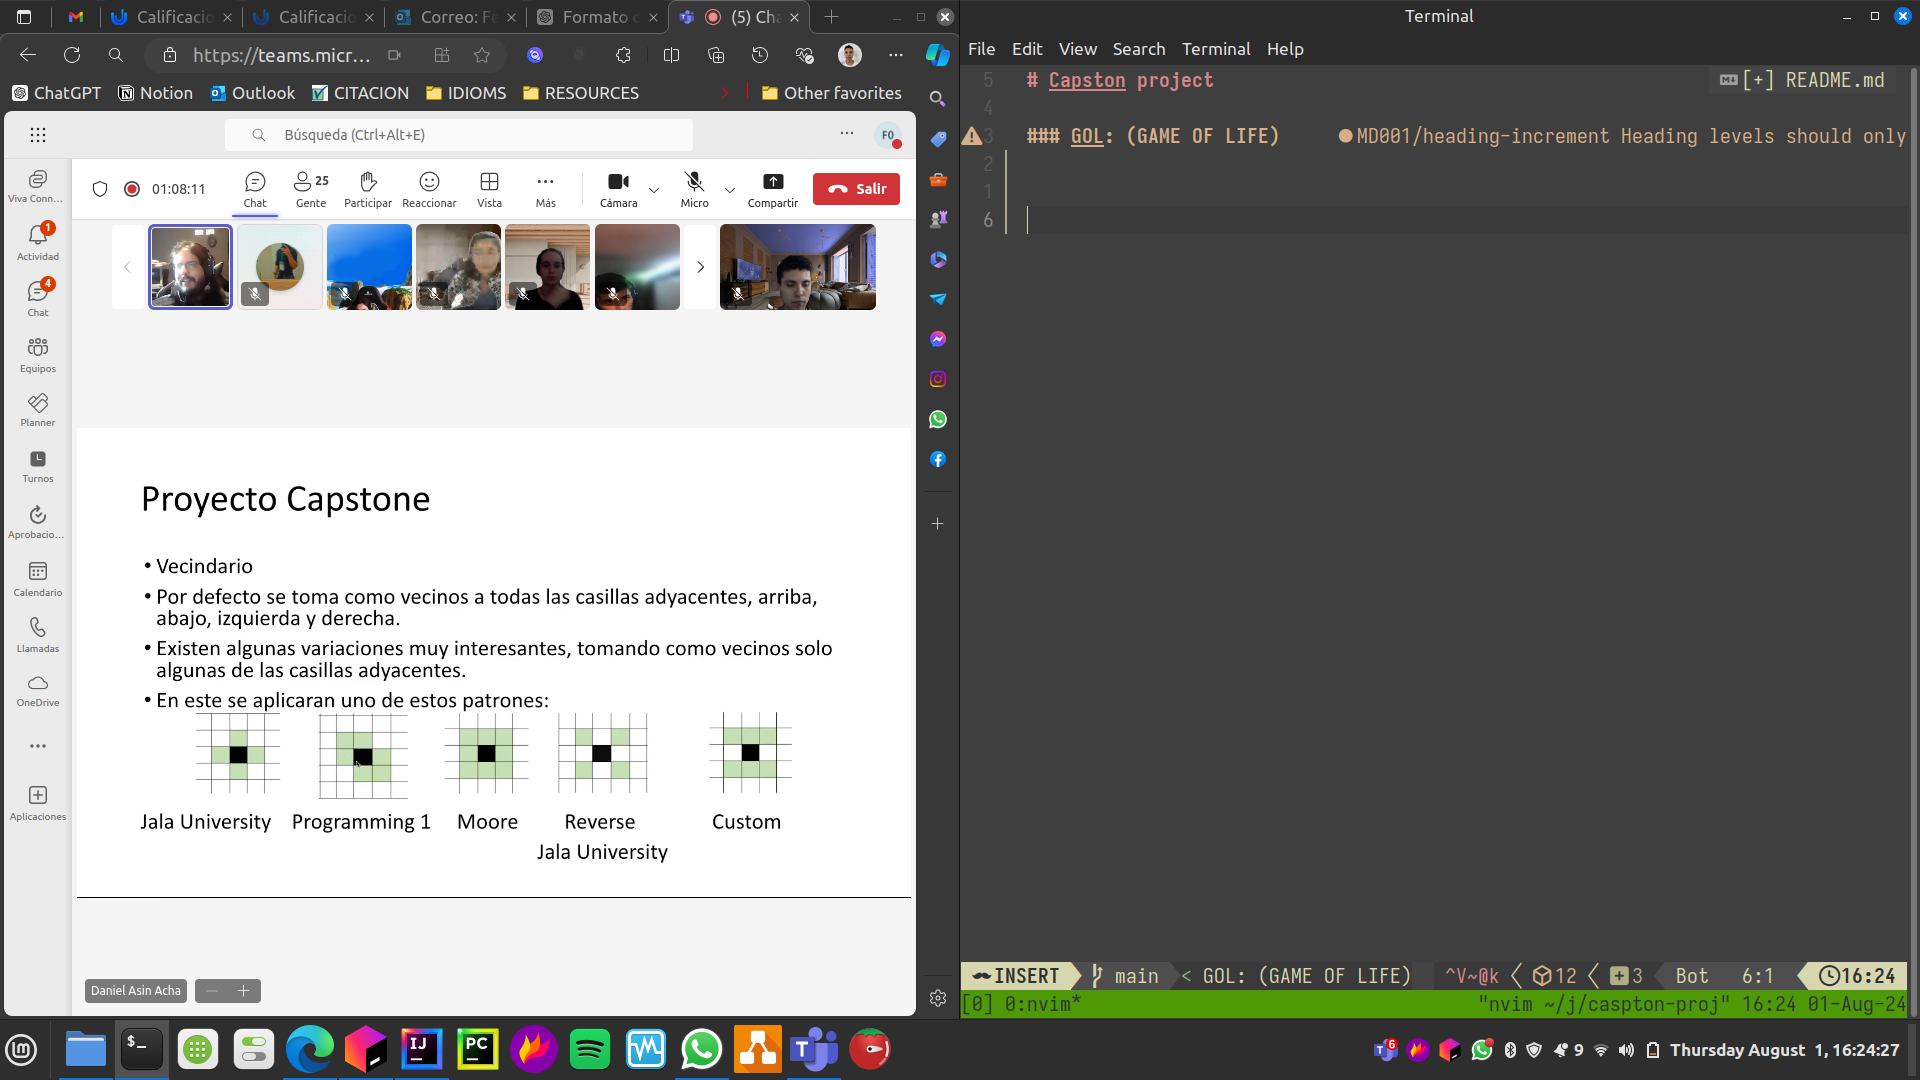 Calificacio
Calificacio
Correo: Fe
Formato d
(5) Cha
https://teams.micr...
ChatGPT
Notion
Outlook
CITACION
IDIOMS
RESOURCES
Other favorites
Búsqueda (Ctrl+Alt+E)
FO
01:08:11
Chat
25
Gente
Participar
Reaccionar
Vista
Más
Cámara
Micro
Compartir
Salir
Viva Conn...
1
Actividad
4
Chat
Equipos
Planner
Turnos
Aprobacio...
Calendario
Llamadas
OneDrive
Aplicaciones
Proyecto Capstone
• Vecindario
• Por defecto se toma como vecinos a todas las casillas adyacentes, arriba,
abajo, izquierda y derecha.
• Existen algunas variaciones muy interesantes, tomando como vecinos solo
algunas de las casillas adyacentes.
• En este se aplicaran uno de estos patrones:
Jala University
Programming 1
Moore
Reverse
Jala University
Custom
Daniel Asin Acha
Terminal
File Edit View Search Terminal Help
5 # Capston project
[+] README.md
4
3 ### GOL: (GAME OF LIFE) MD001/heading-increment Heading levels should only
2
1
6
INSERT main < GOL: (GAME OF LIFE) ^V~@k 12 3 Bot 6:1 16:24
[0] 0:nvim* "nvim ~/j/caspton-proj" 16:24 01-Aug-24
$_
IJ
PC
T
6
9
Thursday August 1, 16:24:27